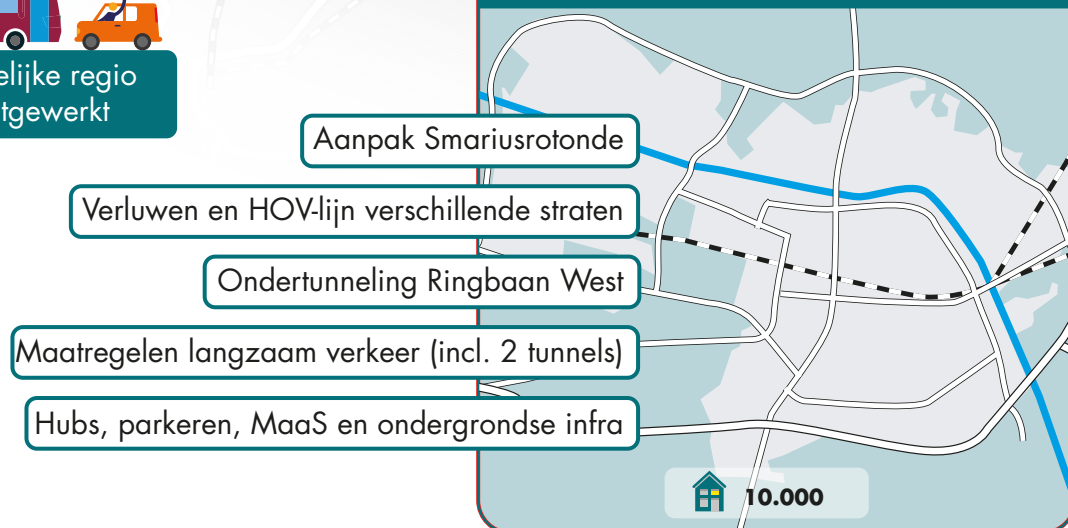 elijke regio
tgewerkt
Aanpak Smariusrotonde
Verluwen en HOV-lijn verschillende straten
Ondertunneling Ringbaan West
Maatregelen langzaam verkeer (incl. 2 tunnels)
Hubs, parkeren, MaaS en ondergrondse infra
10.000